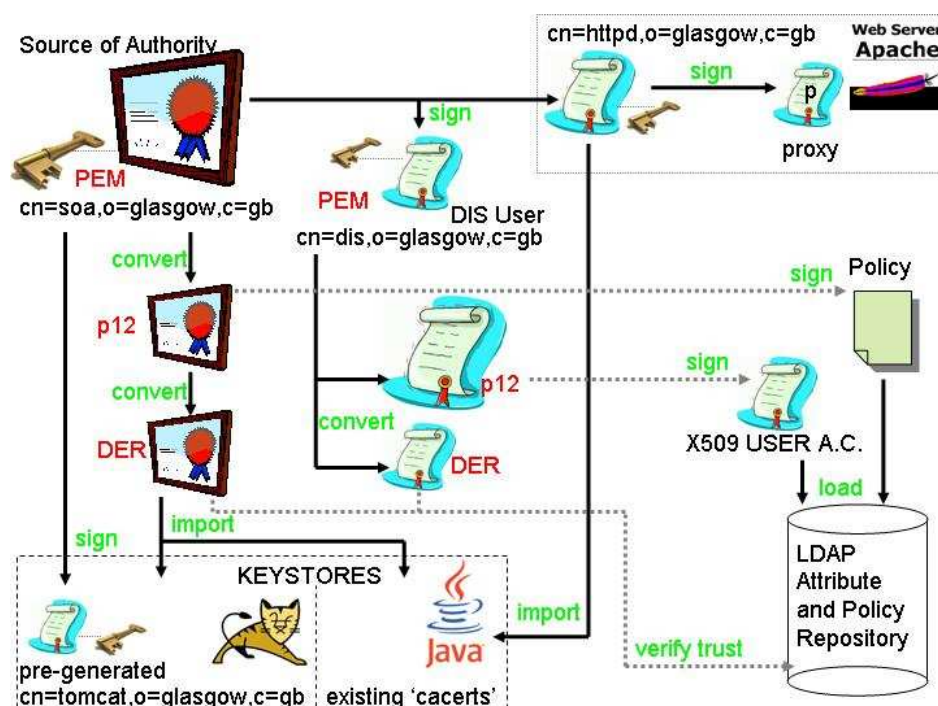 Source of Authority
cn=httpd,o=glasgow,c=gb
Web Server
Apache
sign
p
proxy
sign
PEM
cn=soa,o=glasgow,c=gb
PEM
DIS User
cn=dis,o=glasgow,c=gb
convert
sign
Policy
p12
sign
p12
convert
convert
DER
DER
X509 USER A.C.
load
import
sign
KEYSTORES
LDAP
Attribute
and Policy
Repository
Java
import
verify trust
pre-generated
cn=tomcat,o=glasgow,c=gb
existing 'cacerts'